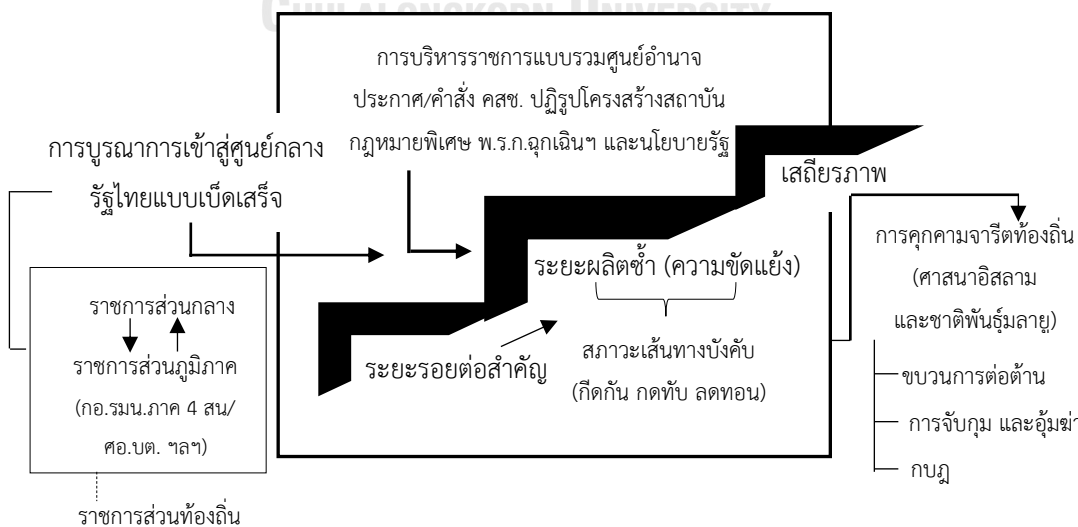 CHULALONGKORN UNIVERSITY
การบริหารราชการแบบรวมศูนย์อำนาจ
ประกาศ/คำสั่ง คสช. ปฏิรูปโครงสร้างสถาบัน
กฎหมายพิเศษ พ.ร.ก.ฉุกเฉินฯ และนโยบายรัฐ
การบูรณาการเข้าสู่ศูนย์กลาง
รัฐไทยแบบเบ็ดเสร็จ
ราชการส่วนกลาง
ราชการส่วนภูมิภาค
(กอ.รมน.ภาค 4 สน/
ศอ.บต. ฯลฯ)
ราชการส่วนท้องถิ่น
ระยะรอยต่อสำคัญ
ระยะผลิตซ้ำ (ความขัดแย้ง)
สภาวะเส้นทางบังคับ
(กีดกัน กดทับ ลดทอน)
เสถียรภาพ
การคุกคามจารีตท้องถิ่น
(ศาสนาอิสลาม
และชาติพันธุ์มลายู)
ขบวนการต่อต้าน
การจับกุม และอุ้มฆ่า
กบฎ